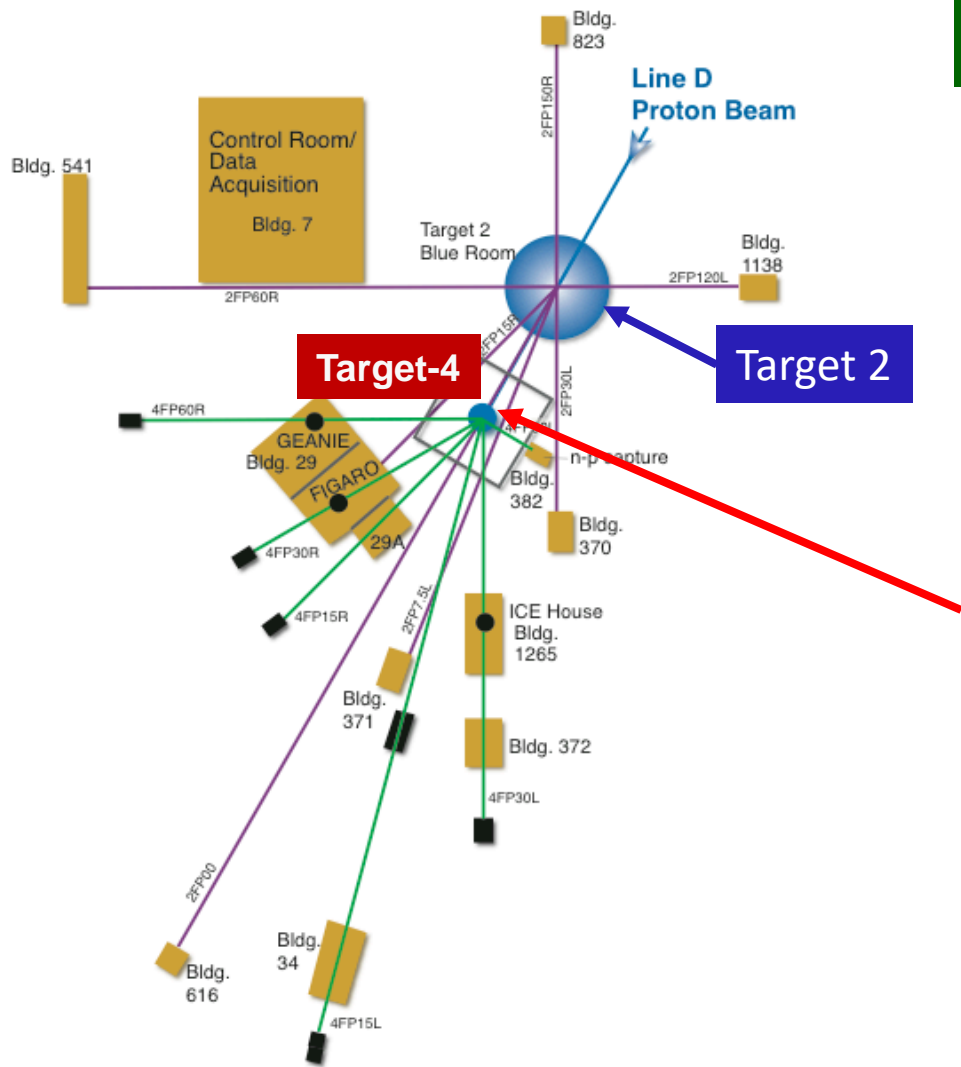 Bldg.
823
Line D
Proton Beam
2FP150R
Control Room/
Data
Acquisition
Bldg. 7
Bldg. 541
Target 2
Blue Room
Bldg.
1138
2FP120L
2FP60R
2FP15R
Target-4
Target 2
2FP30L
4FP60R
GEANIE
Bldg. 29
FIGARO
n-p capture
Bldg.
382
Bldg.
370
29A
4FP30R
4FP15R
2FP7.5L
ICE House
Bldg.
1265
Bldg.
371
Bldg. 372
4FP30L
2FP00
Bldg.
34
Bldg.
616
4FP15L